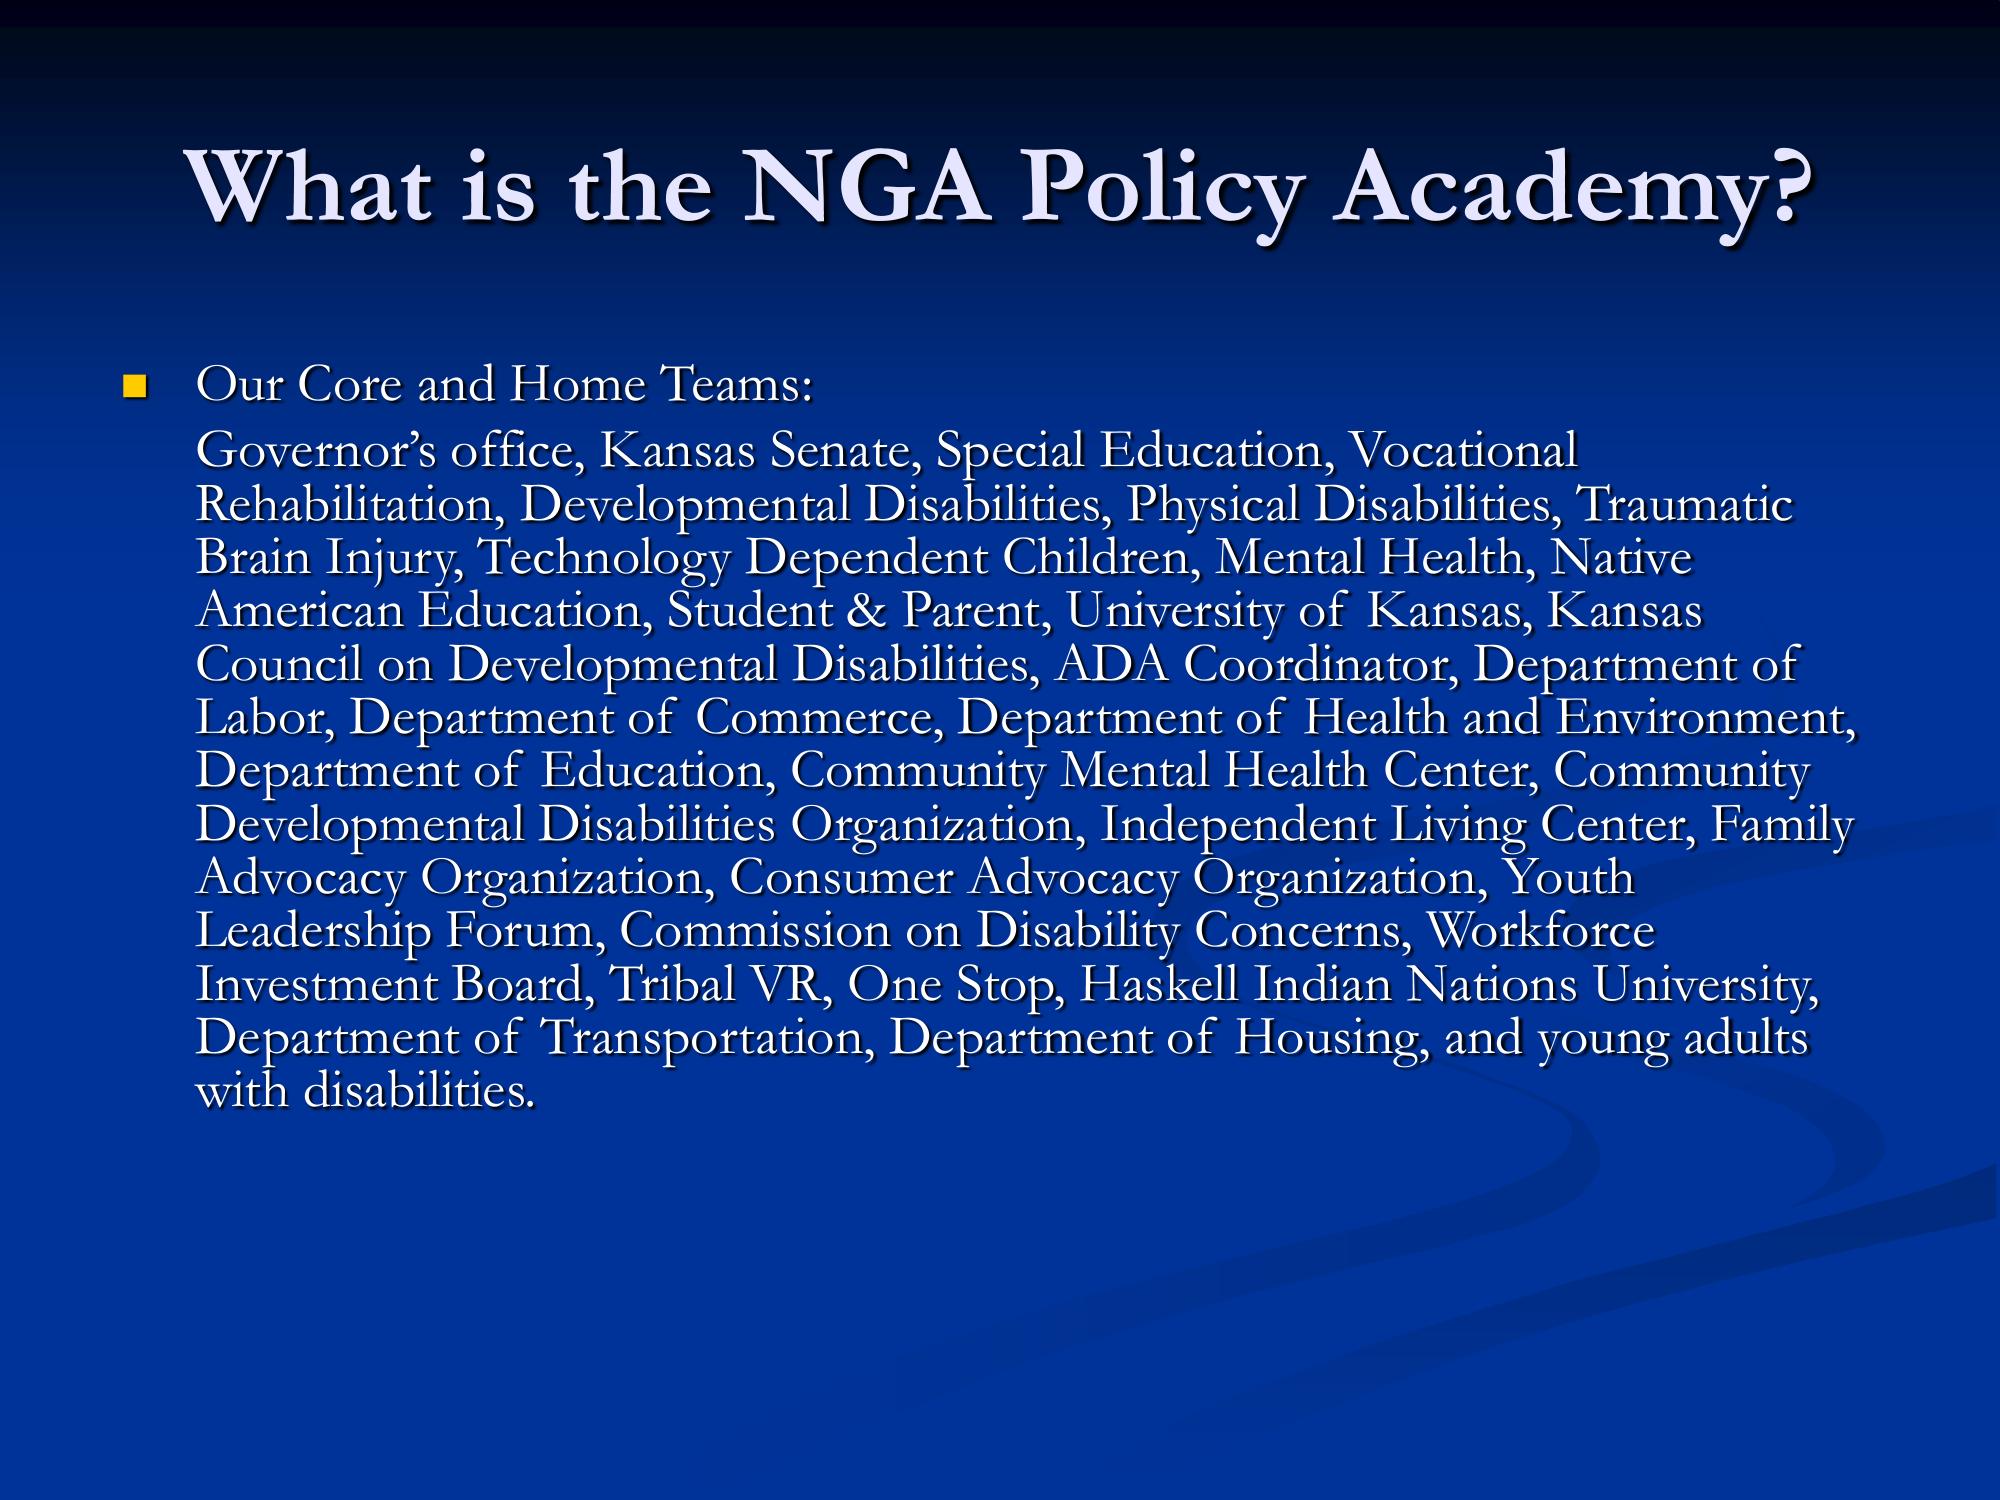 What is the NGA Policy Academy?
Our Core and Home Teams:
Governor’s office, Kansas Senate, Special Education, Vocational
Rehabilitation, Developmental Disabilities, Physical Disabilities, Traumatic
Brain Injury, Technology Dependent Children, Mental Health, Native
American Education, Student & Parent, University of Kansas, Kansas
Council on Developmental Disabilities, ADA Coordinator, Department of
Labor, Department of Commerce, Department of Health and Environment,
Department of Education, Community Mental Health Center, Community
Developmental Disabilities Organization, Independent Living Center, Family
Advocacy Organization, Consumer Advocacy Organization, Youth
Leadership Forum, Commission on Disability Concerns, Workforce
Investment Board, Tribal VR, One Stop, Haskell Indian Nations University,
Department of Transportation, Department of Housing, and young adults
with disabilities.